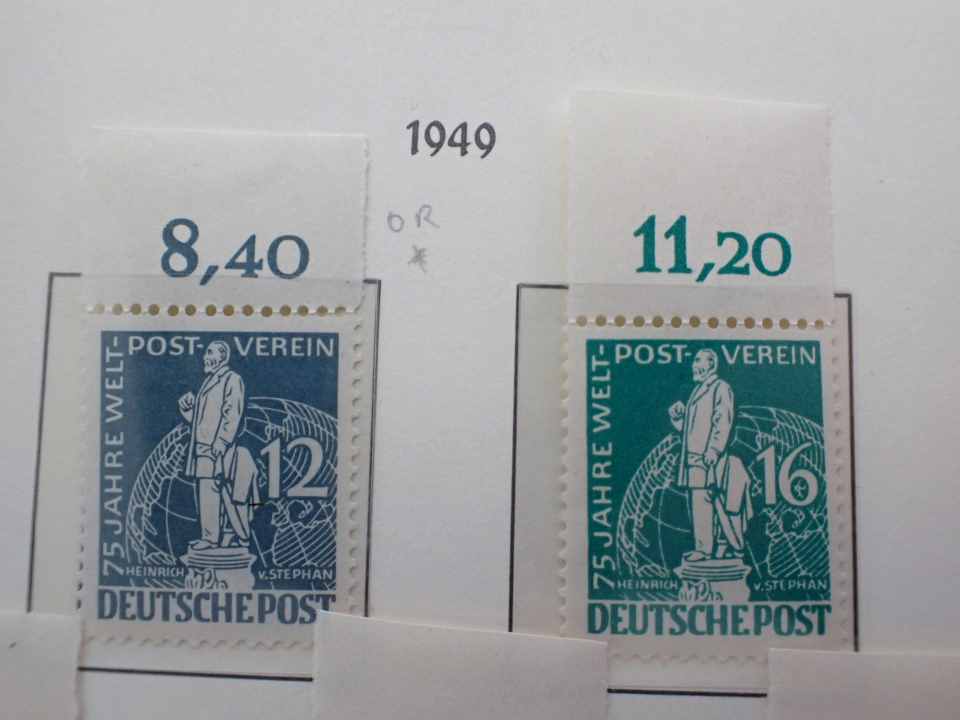 1949
OR
*
8,40
11,20
75 JAHRE WELT-POST-VEREIN
12
HEINRICH v. STEPHAN
DEUTSCHE POST
75 JAHRE WELT-POST-VEREIN
16
HEINRICH v. STEPHAN
DEUTSCHE POST